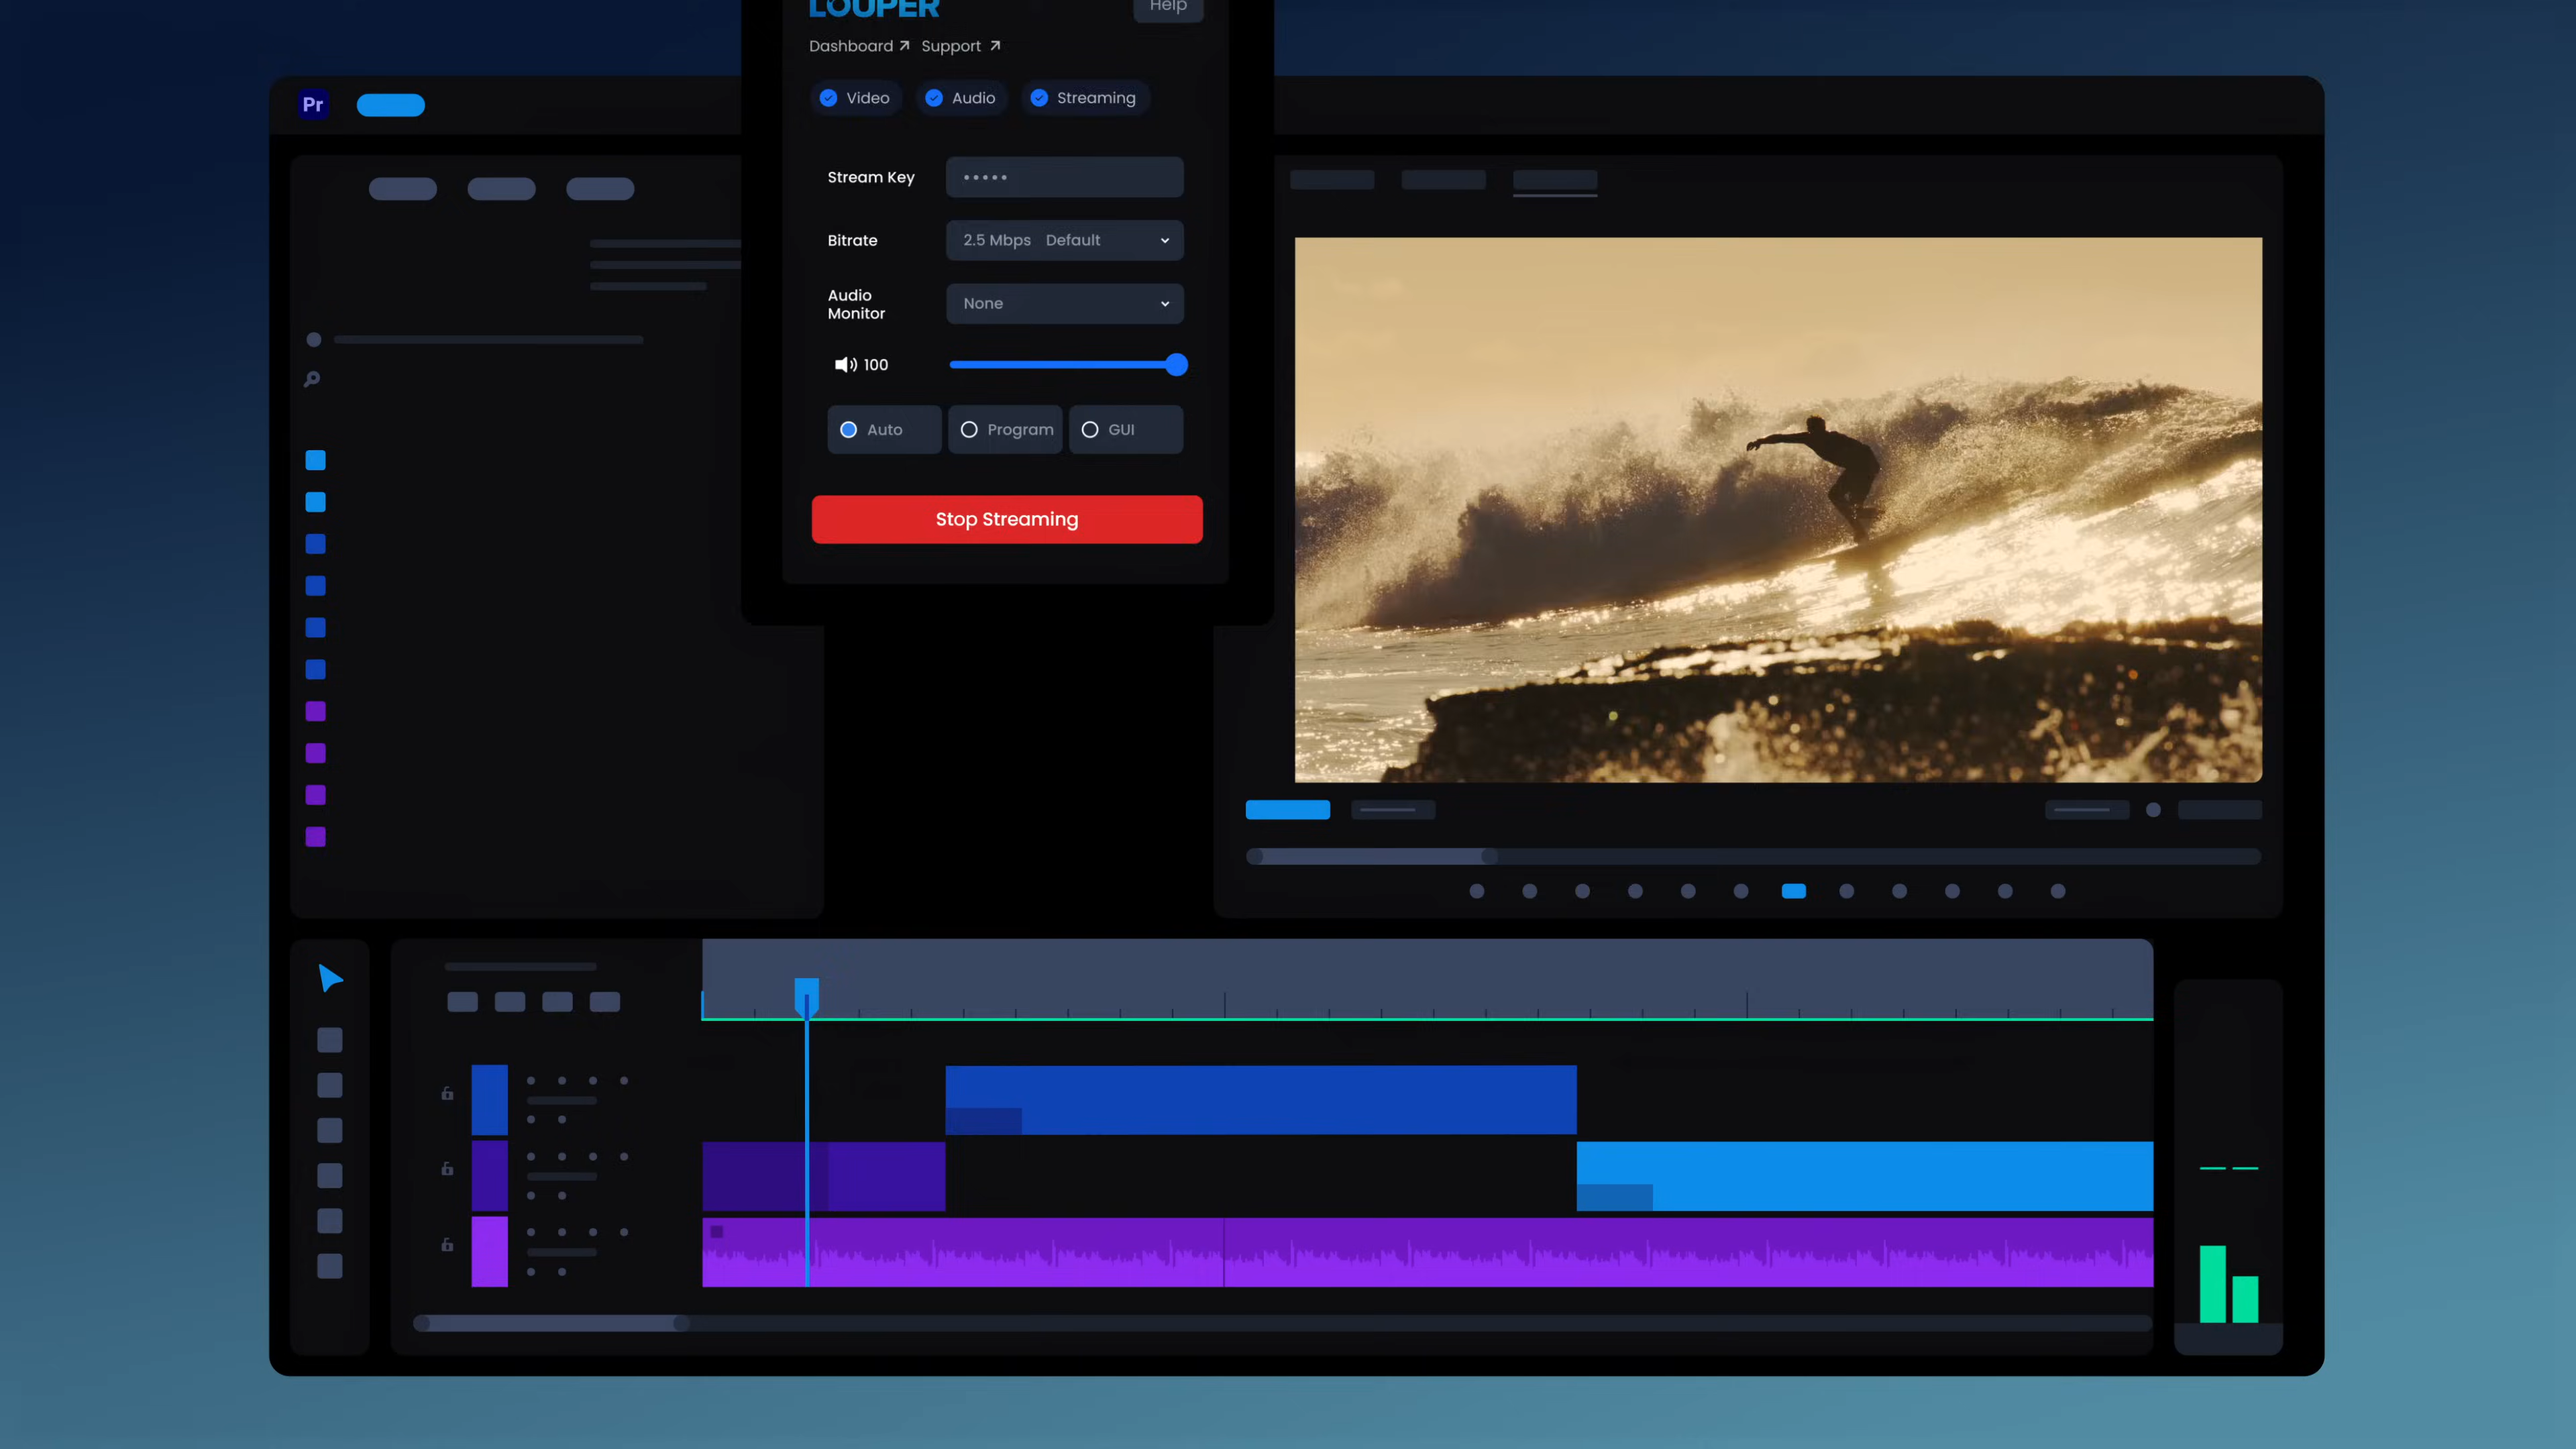 LOUPER
Help
Dashboard Support
Pr
Video Audio Streaming
Stream Key •••••
Bitrate 2.5 Mbps Default
Audio
Monitor
None
100
Auto Program GUI
Stop Streaming